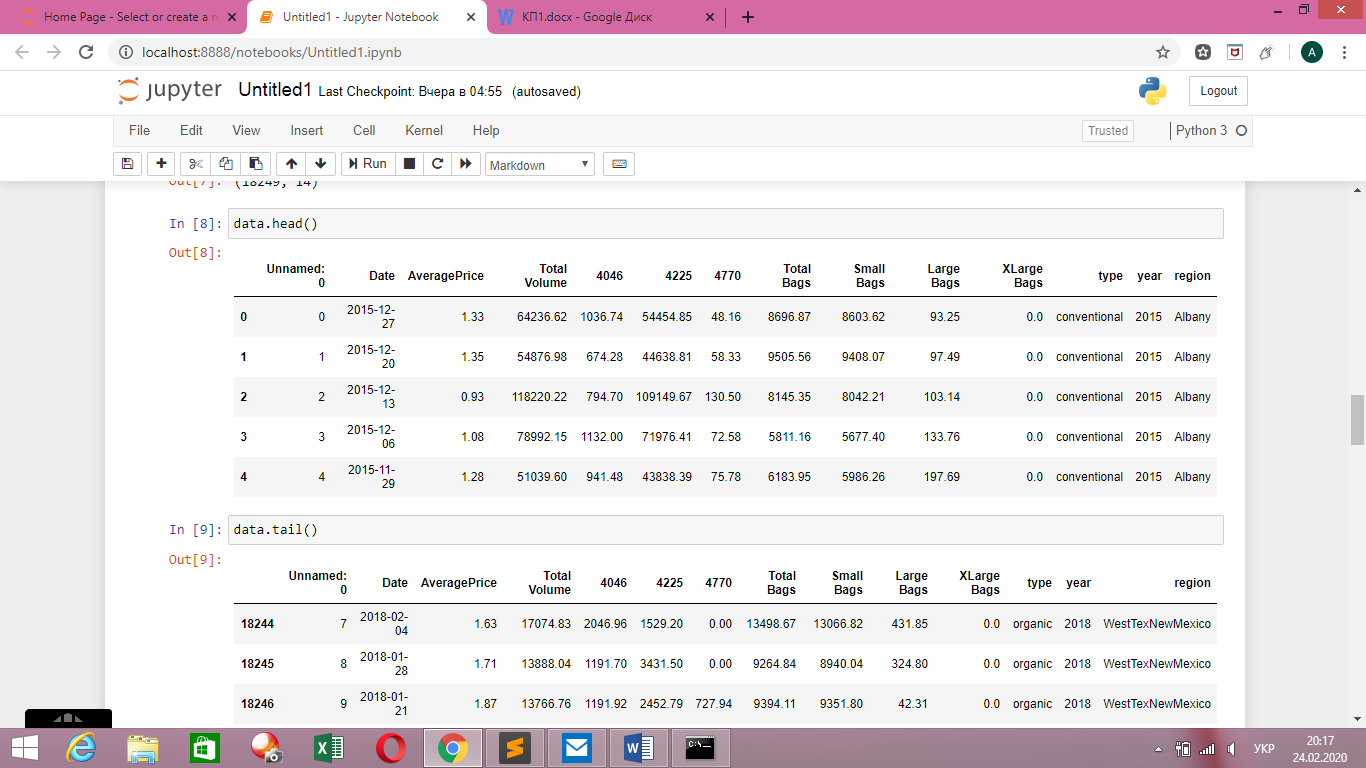 Home Page - Select or create a n
Untitled1 - Jupyter Notebook
КП1.docx - Google Диск
localhost:8888/notebooks/Untitled1.ipynb
A
jupyter Untitled1 Last Checkpoint: Вчера в 04:55 (autosaved)
Logout
File Edit View Insert Cell Kernel Help
Trusted Python 3
Run Markdown
Out[7]: (18249, 14)
In [8]: data.head()
Out[8]:
Unnamed: 0 Date AveragePrice Total Volume 4046 4225 4770 Total Bags Small Bags Large Bags XLarge Bags type year region
0 0 2015-12-27 1.33 64236.62 1036.74 54454.85 48.16 8696.87 8603.62 93.25 0.0 conventional 2015 Albany
1 1 2015-12-20 1.35 54876.98 674.28 44638.81 58.33 9505.56 9408.07 97.49 0.0 conventional 2015 Albany
2 2 2015-12-13 0.93 118220.22 794.70 109149.67 130.50 8145.35 8042.21 103.14 0.0 conventional 2015 Albany
3 3 2015-12-06 1.08 78992.15 1132.00 71976.41 72.58 5811.16 5677.40 133.76 0.0 conventional 2015 Albany
4 4 2015-11-29 1.28 51039.60 941.48 43838.39 75.78 6183.95 5986.26 197.69 0.0 conventional 2015 Albany
In [9]: data.tail()
Out[9]:
Unnamed: 0 Date AveragePrice Total Volume 4046 4225 4770 Total Bags Small Bags Large Bags XLarge Bags type year region
18244 7 2018-02-04 1.63 17074.83 2046.96 1529.20 0.00 13498.67 13066.82 431.85 0.0 organic 2018 WestTexNewMexico
18245 8 2018-01-28 1.71 13888.04 1191.70 3431.50 0.00 9264.84 8940.04 324.80 0.0 organic 2018 WestTexNewMexico
18246 9 2018-01-21 1.87 13766.76 1191.92 2452.79 727.94 9394.11 9351.80 42.31 0.0 organic 2018 WestTexNewMexico
УКР
20:17
24.02.2020